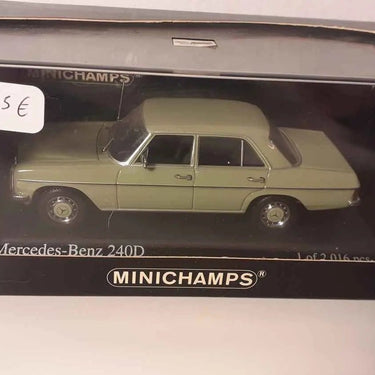 MINICHAMPS®
5 €
Mercedes-Benz 240D
1 of 2.016 pcs.
MINICHAMPS®